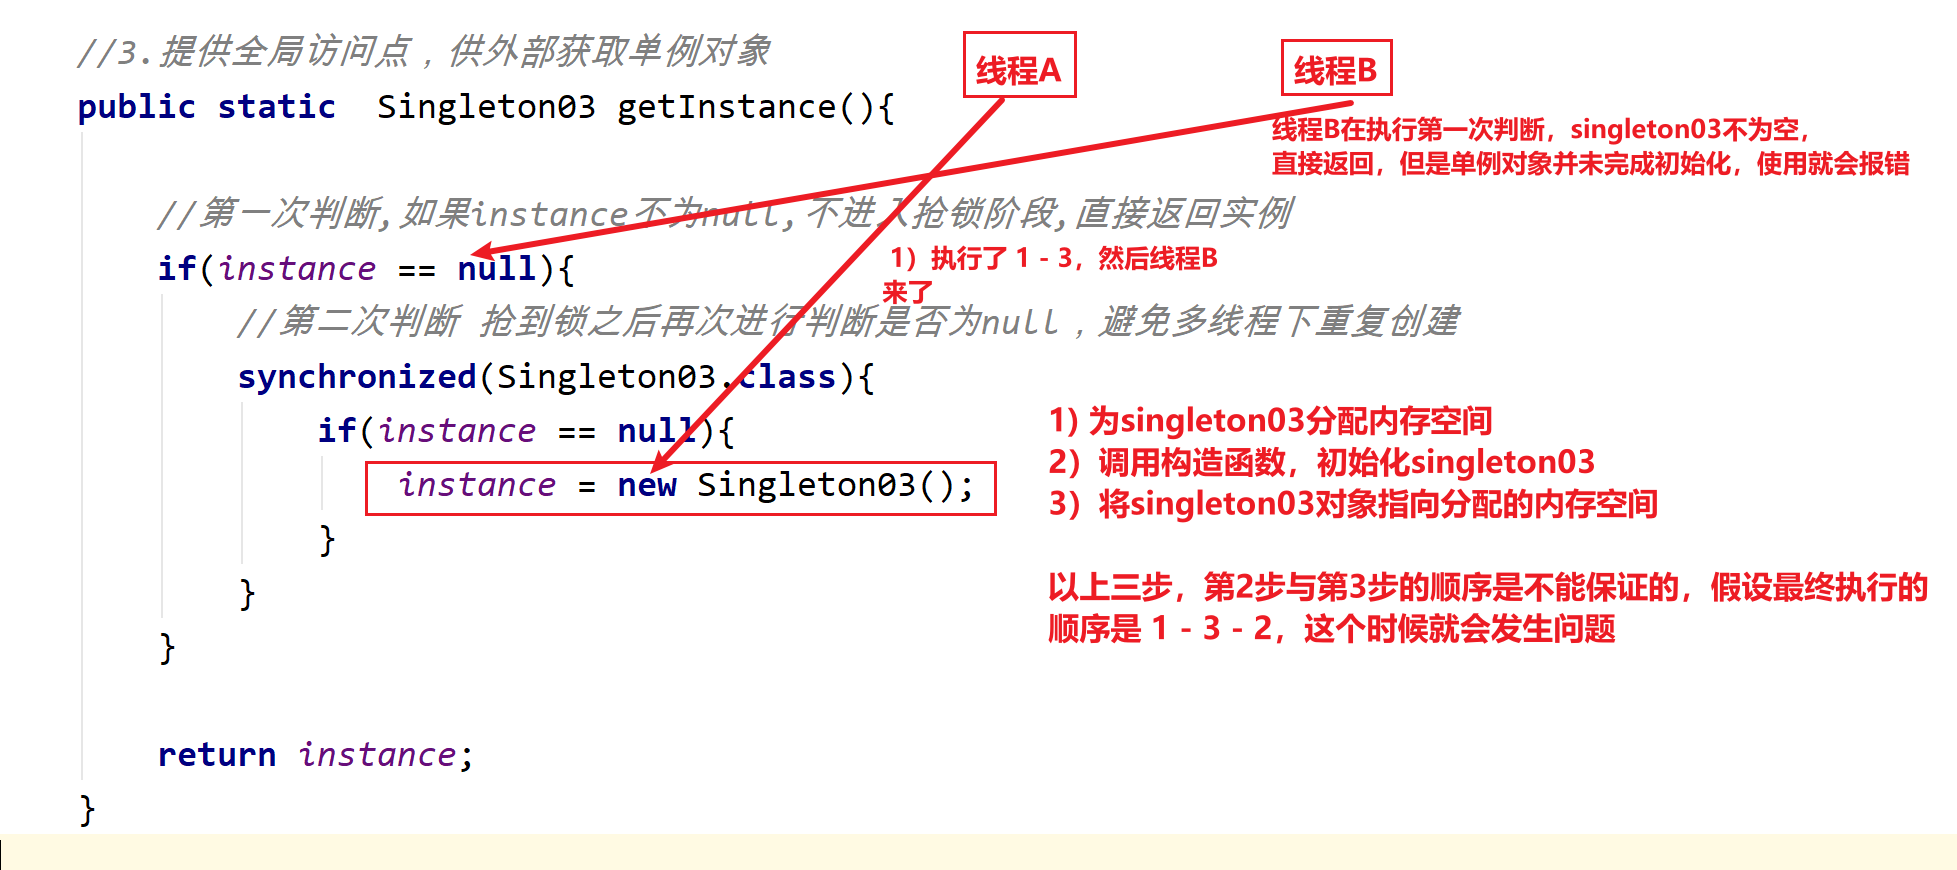 //3.提供全局访问点，供外部获取单例对象
线程A
线程B
public static  Singleton03 getInstance(){
线程B在执行第一次判断，singleton03不为空，
直接返回，但是单例对象并未完成初始化，使用就会报错
//第一次判断,如果instance不为null,不进入抢锁阶段,直接返回实例
1）执行了 1 - 3，然后线程B
来了
if(instance == null){
//第二次判断 抢到锁之后再次进行判断是否为null，避免多线程下重复创建
synchronized(Singleton03.class){
if(instance == null){
instance = new Singleton03();
}
}
}
1) 为singleton03分配内存空间
2）调用构造函数，初始化singleton03
3）将singleton03对象指向分配的内存空间
以上三步，第2步与第3步的顺序是不能保证的，假设最终执行的
顺序是 1 - 3 - 2，这个时候就会发生问题
return instance;
}